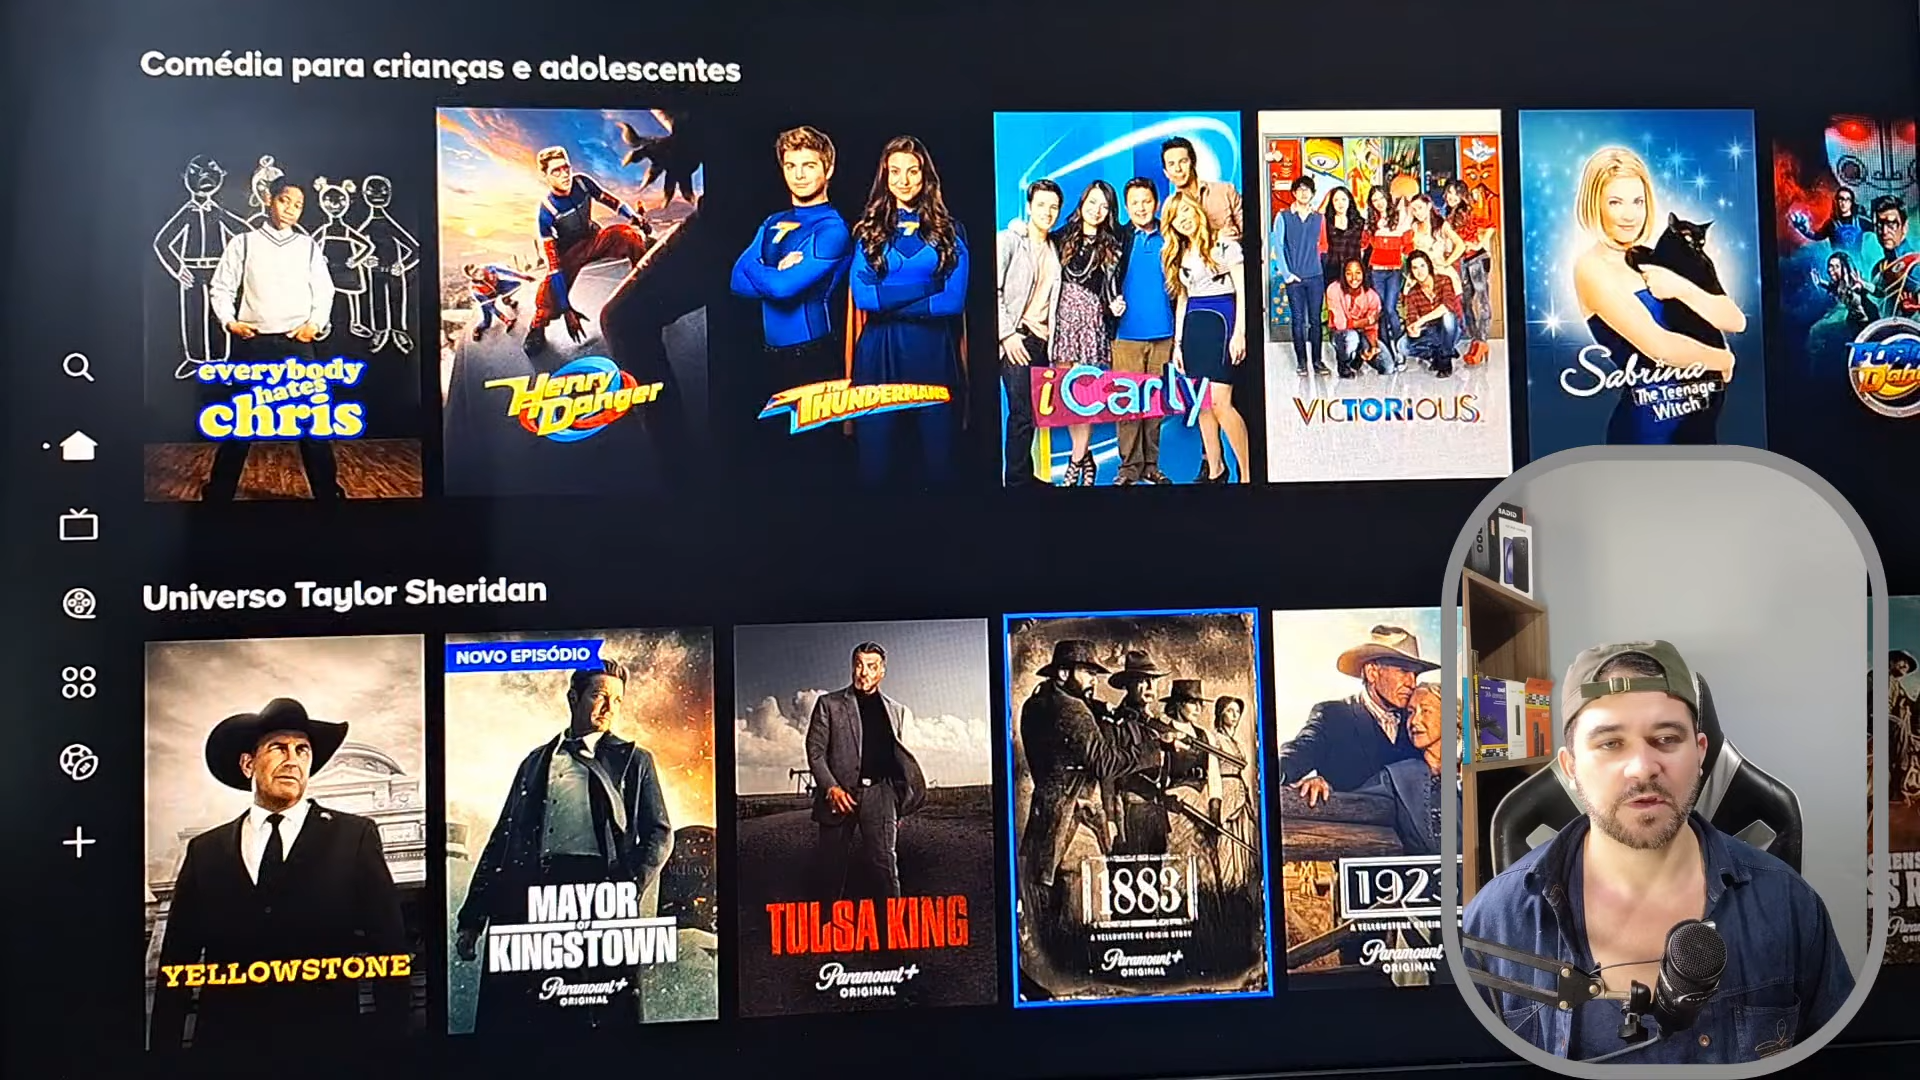 Comédia para crianças e adolescentes
everybody
hates
chris
Henry
Danger
THE
THUNDERMANS
iCarly
VICTORiOUS
Sabrina
The Teenage
Witch
Universo Taylor Sheridan
YELLOWSTONE
NOVO EPISÓDIO
MAYOR
OF
KINGSTOWN
Paramount+
ORIGINAL
TULSA KING
Paramount+
ORIGINAL
1883
A YELLOWSTONE ORIGIN STORY
Paramount+
ORIGINAL
1923
A YELLOWSTONE ORIGIN
Paramount+
ORIGINAL